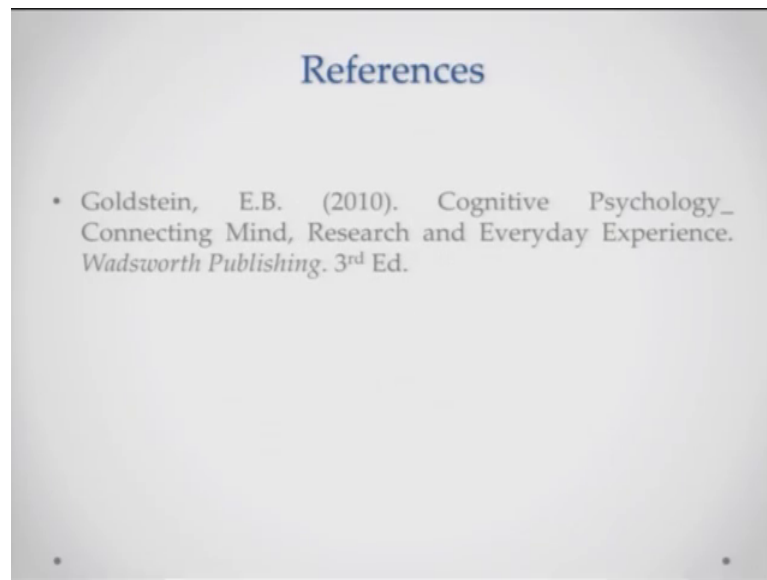 References
• Goldstein, E.B. (2010). Cognitive Psychology_
Connecting Mind, Research and Everyday Experience.
Wadsworth Publishing. 3rd Ed.